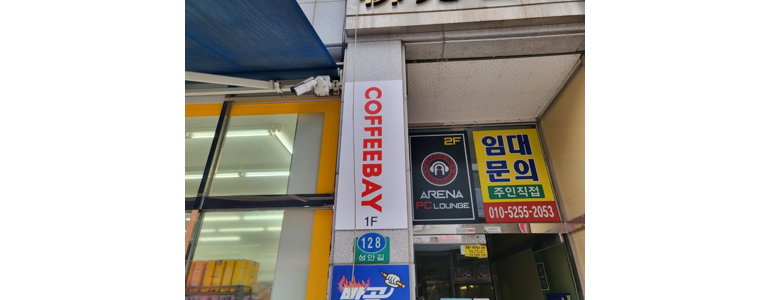 COFFEEBAY
1F
128
성안길
2F
ARENA
PC LOUNGE
임대
문의
주인직접
010-5255-2053